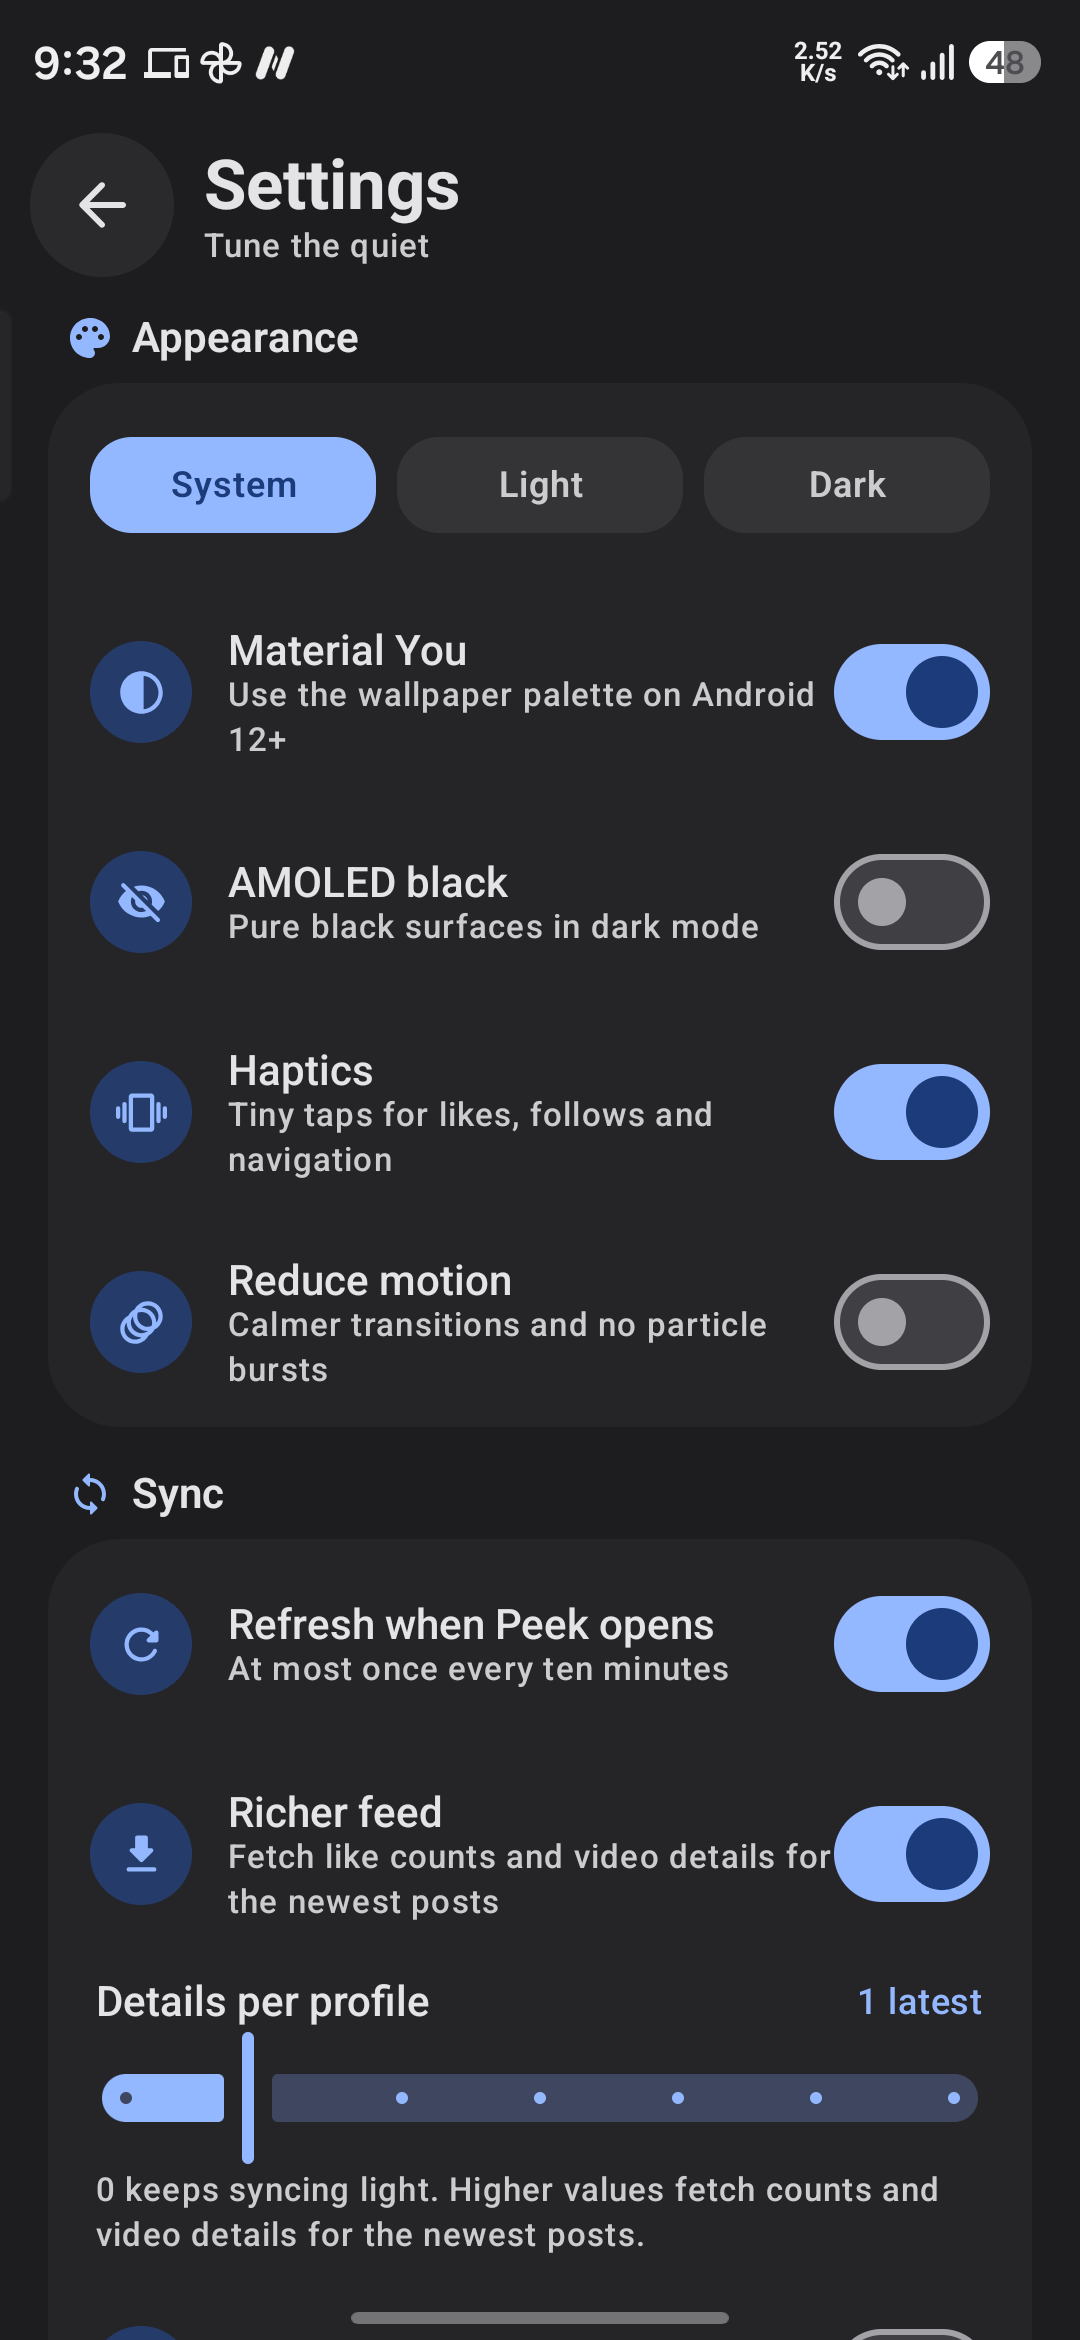 9:32
2.52
K/s
48
Settings
Tune the quiet
Appearance
System
Light
Dark
Material You
Use the wallpaper palette on Android
12+
AMOLED black
Pure black surfaces in dark mode
Haptics
Tiny taps for likes, follows and
navigation
Reduce motion
Calmer transitions and no particle
bursts
Sync
Refresh when Peek opens
At most once every ten minutes
Richer feed
Fetch like counts and video details for
the newest posts
Details per profile
1 latest
0 keeps syncing light. Higher values fetch counts and
video details for the newest posts.